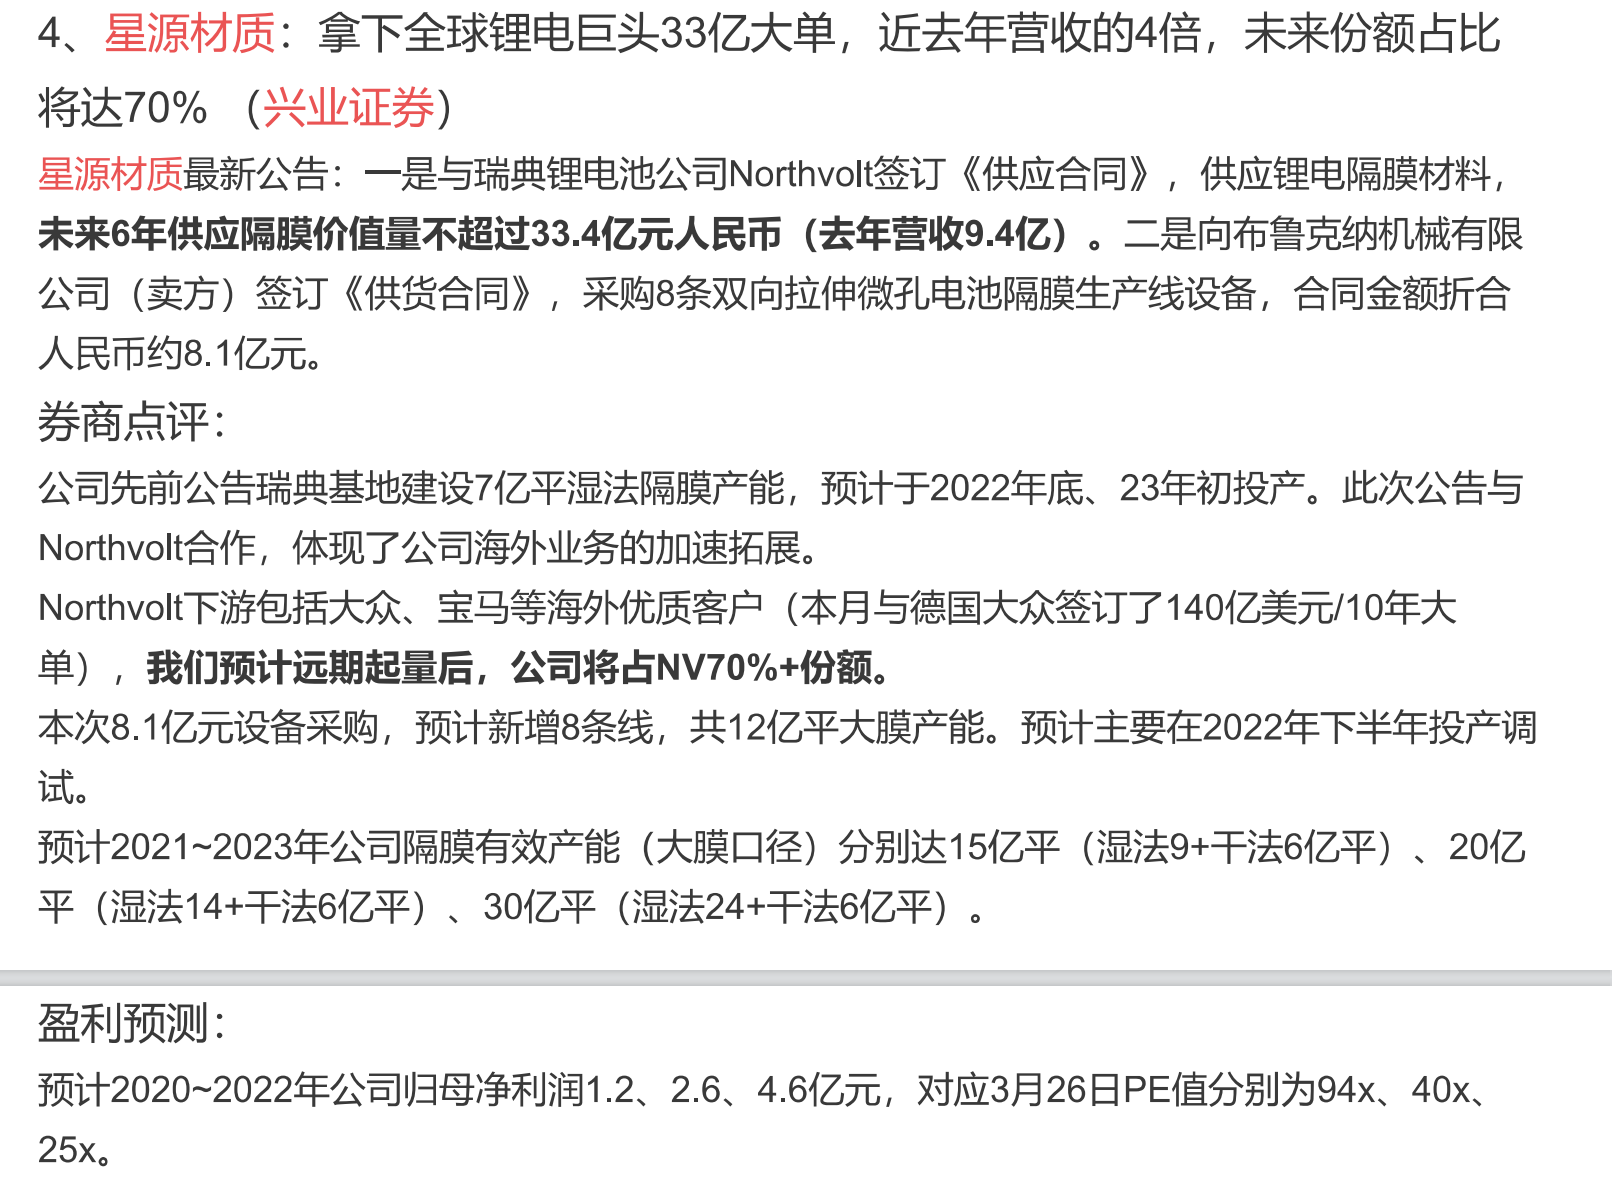 4、星源材质：拿下全球锂电巨头33亿大单，近去年营收的4倍，未来份额占比
将达70% （兴业证券）
星源材质最新公告：一是与瑞典锂电池公司Northvolt签订《供应合同》，供应锂电隔膜材料，
未来6年供应隔膜价值量不超过33.4亿元人民币（去年营收9.4亿）。二是向布鲁克纳机械有限
公司（卖方）签订《供货合同》，采购8条双向拉伸微孔电池隔膜生产线设备，合同金额折合
人民币约8.1亿元。
券商点评：
公司先前公告瑞典基地建设7亿平湿法隔膜产能，预计于2022年底、23年初投产。此次公告与
Northvolt合作，体现了公司海外业务的加速拓展。
Northvolt下游包括大众、宝马等海外优质客户（本月与德国大众签订了140亿美元/10年大
单），我们预计远期起量后，公司将占NV70%+份额。
本次8.1亿元设备采购，预计新增8条线，共12亿平大膜产能。预计主要在2022年下半年投产调
试。
预计2021~2023年公司隔膜有效产能（大膜口径）分别达15亿平（湿法9+干法6亿平）、20亿
平（湿法14+干法6亿平）、30亿平（湿法24+干法6亿平）。
盈利预测：
预计2020~2022年公司归母净利润1.2、2.6、4.6亿元，对应3月26日PE值分别为94x、40x、
25x。